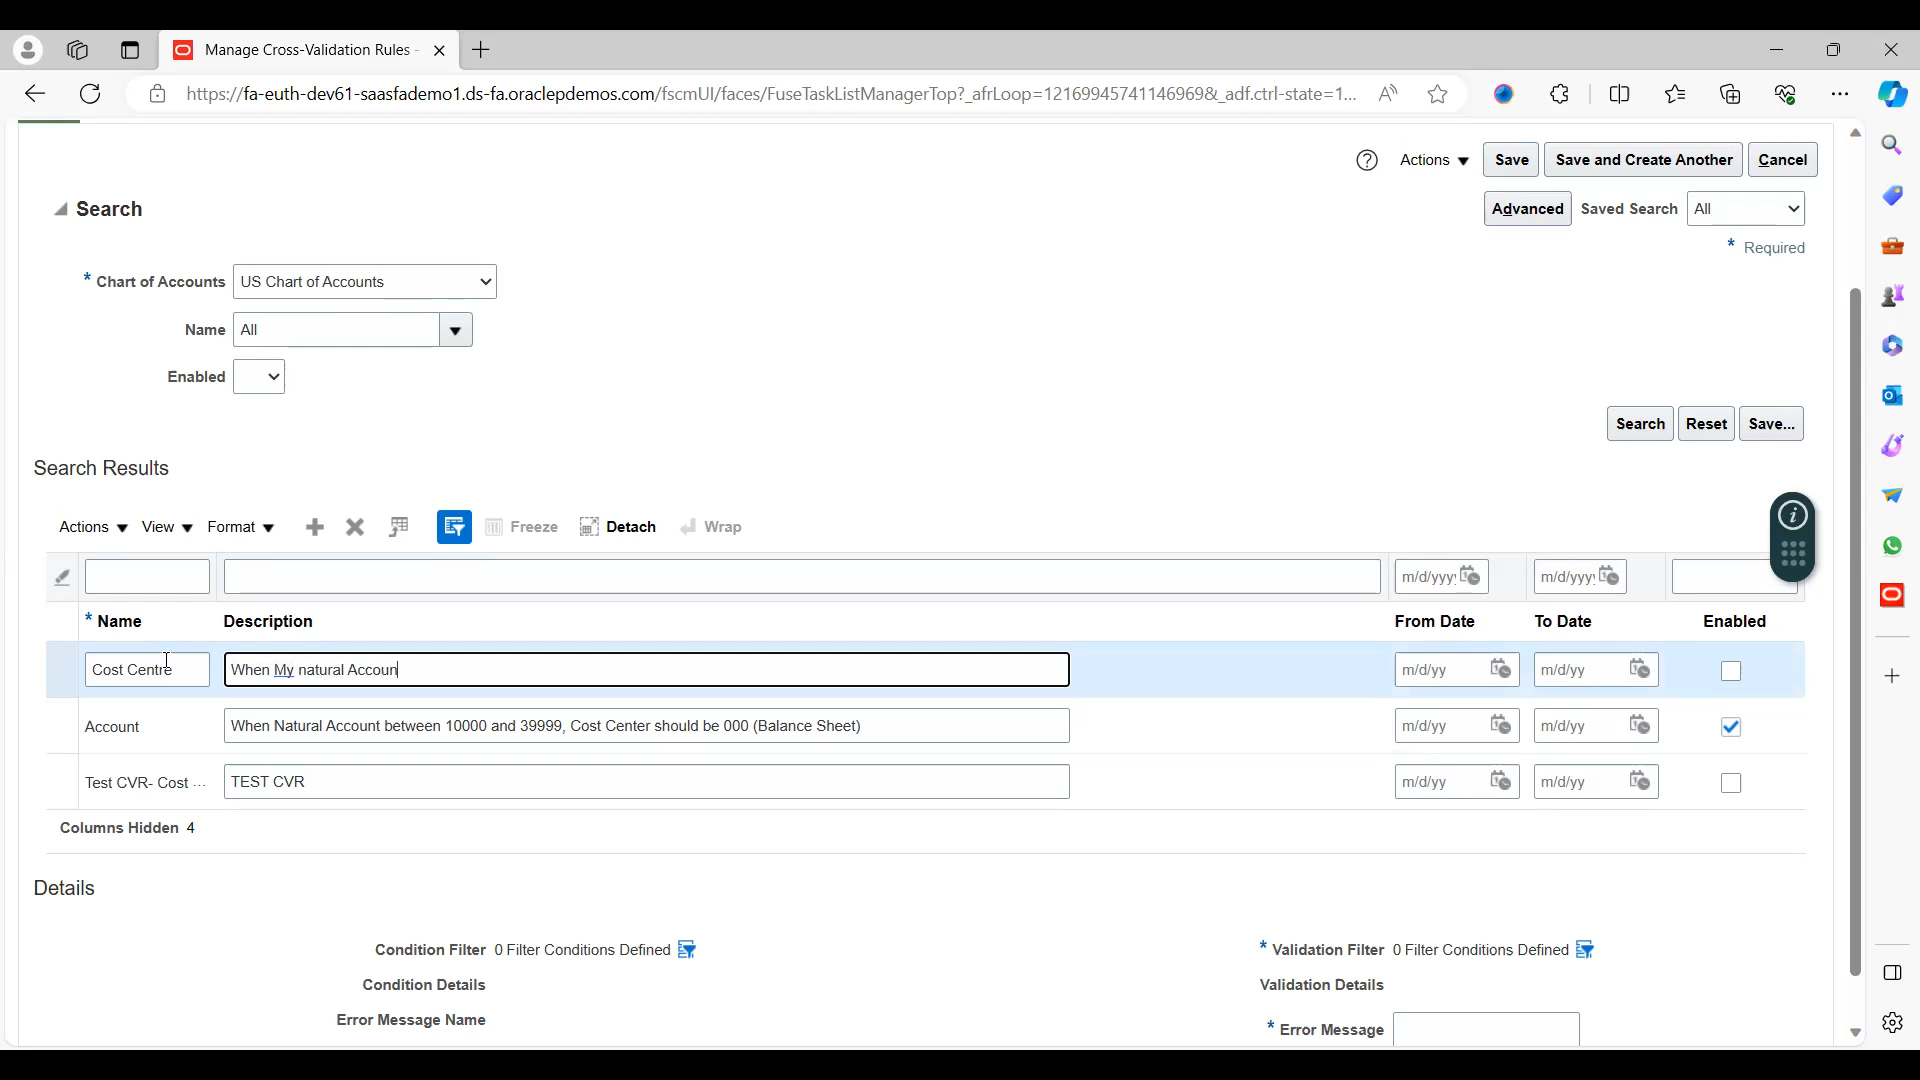 Manage Cross-Validation Rules -
https://fa-euth-dev61-saasfademo1.ds-fa.oraclepdemos.com/fscmUI/faces/FuseTaskListManagerTop?_afrLoop=12169945741146969&_adf.ctrl-state=1...
Actions Save Save and Create Another Cancel
Search Advanced Saved Search All
* Required
* Chart of Accounts US Chart of Accounts
Name All
Enabled
Search Reset Save...
Search Results
Actions View Format Freeze Detach Wrap
m/d/yyyy m/d/yyyy
* Name Description From Date To Date Enabled
Cost Centre When My natural Accoun m/d/yy m/d/yy
Account When Natural Account between 10000 and 39999, Cost Center should be 000 (Balance Sheet) m/d/yy m/d/yy
Test CVR- Cost ... TEST CVR m/d/yy m/d/yy
Columns Hidden 4
Details
Condition Filter 0 Filter Conditions Defined * Validation Filter 0 Filter Conditions Defined
Condition Details Validation Details
Error Message Name * Error Message